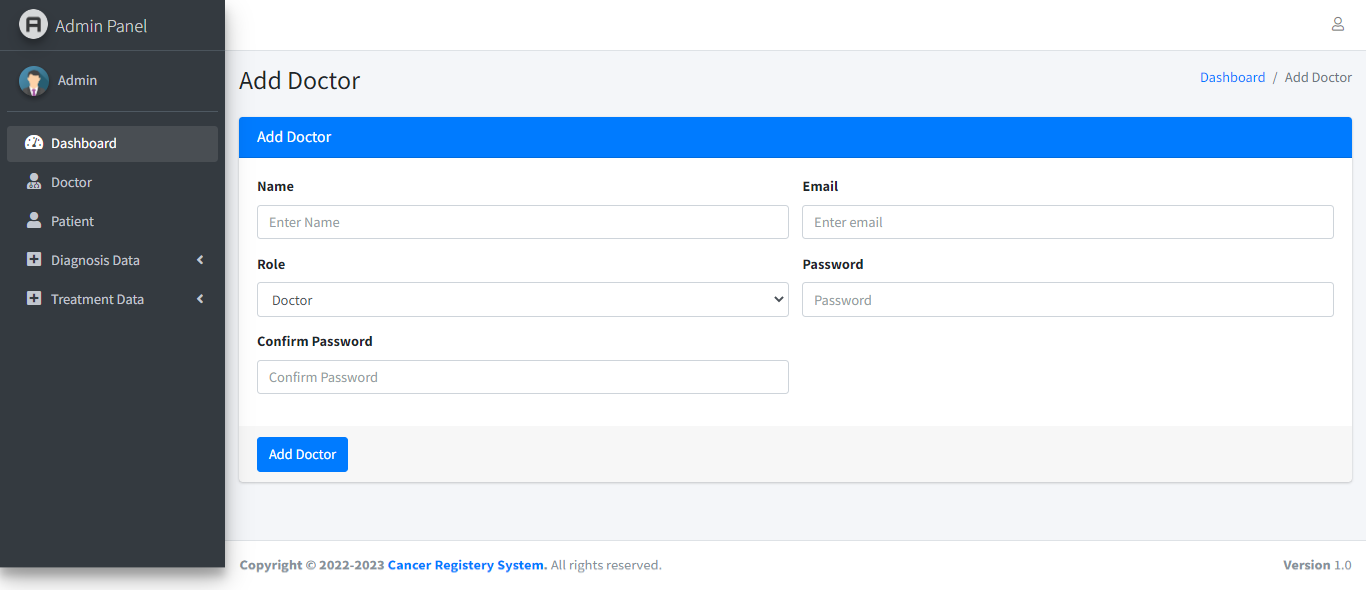 Admin Panel
Admin
Dashboard
Doctor
Patient
Diagnosis Data
Treatment Data
Add Doctor
Dashboard / Add Doctor
Add Doctor
Name
Email
Enter Name
Enter email
Role
Password
Doctor
Password
Confirm Password
Confirm Password
Add Doctor
Copyright © 2022-2023 Cancer Registery System. All rights reserved.
Version 1.0